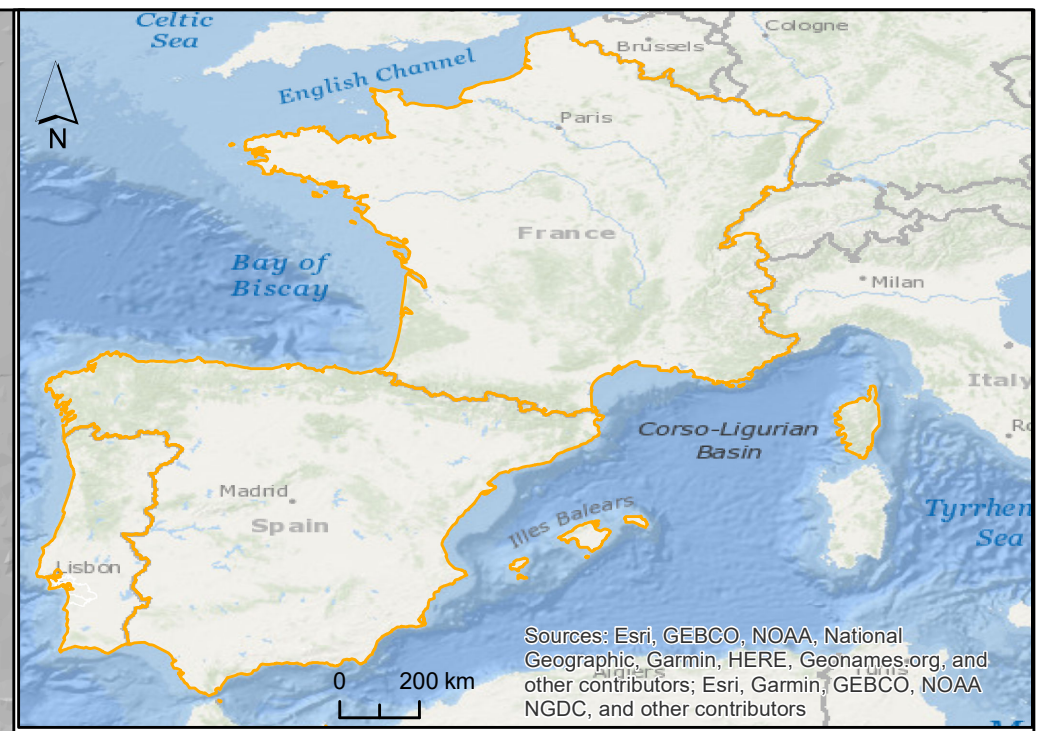 Celtic
Sea
Cologne
Brussels
English Channel
N
Paris
France
Bay of
Biscay
Milan
Italy
Corso-Ligurian
Basin
Madrid
Spain
Illes Balears
Tyrrhen
Sea
Lisbon
Sources: Esri, GEBCO, NOAA, National
Geographic, Garmin, HERE, Geonames.org, and
other contributors; Esri, Garmin, GEBCO, NOAA
NGDC, and other contributors
Algiers
Tunis
0 200 km